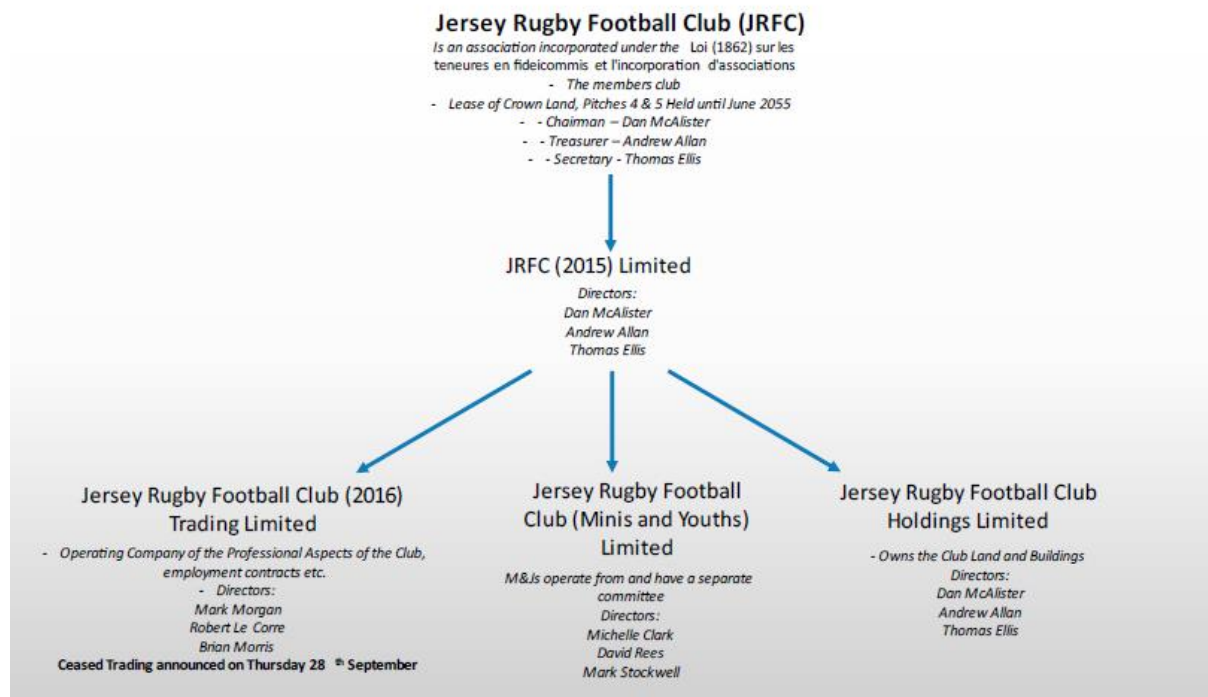 Jersey Rugby Football Club (JRFC)
Is an association incorporated under the Loi (1862) sur les
teneures en fideicommis et l'incorporation d'associations
- The members club
- Lease of Crown Land, Pitches 4 & 5 Held until June 2055
- - Chairman – Dan McAlister
- - Treasurer – Andrew Allan
- - Secretary - Thomas Ellis
JRFC (2015) Limited
Directors:
Dan McAlister
Andrew Allan
Thomas Ellis
Jersey Rugby Football Club (2016)
Trading Limited
- Operating Company of the Professional Aspects of the Club,
employment contracts etc.
- Directors:
Mark Morgan
Robert Le Corre
Brian Morris
Ceased Trading announced on Thursday 28 th September
Jersey Rugby Football
Club (Minis and Youths)
Limited
M&Js operate from and have a separate
committee
Directors:
Michelle Clark
David Rees
Mark Stockwell
Jersey Rugby Football Club
Holdings Limited
- Owns the Club Land and Buildings
Directors:
Dan McAlister
Andrew Allan
Thomas Ellis